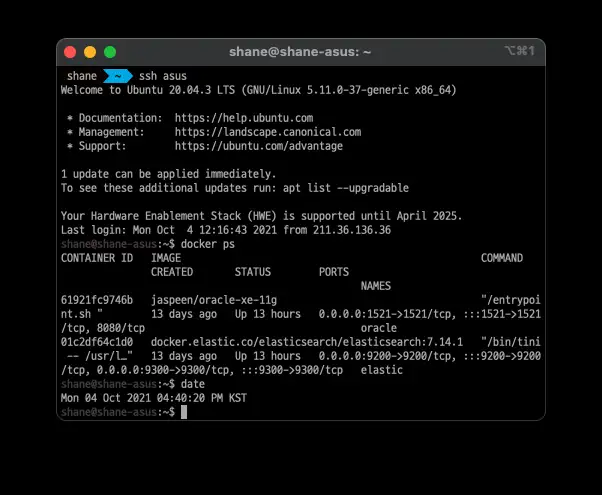 shane@shane-asus: ~
⌥⌘1
shane ~ ssh asus
Welcome to Ubuntu 20.04.3 LTS (GNU/Linux 5.11.0-37-generic x86_64)
* Documentation:  https://help.ubuntu.com
* Management:     https://landscape.canonical.com
* Support:        https://ubuntu.com/advantage
1 update can be applied immediately.
To see these additional updates run: apt list --upgradable
Your Hardware Enablement Stack (HWE) is supported until April 2025.
Last login: Mon Oct  4 12:16:43 2021 from 211.36.136.36
shane@shane-asus:~$ docker ps
CONTAINER ID   IMAGE                                                  COMMAND
CREATED       STATUS        PORTS
NAMES
61921fc9746b   jaspeen/oracle-xe-11g                                  "/entrypoi
nt.sh "        13 days ago   Up 13 hours   0.0.0.0:1521->1521/tcp, :::1521->1521
/tcp, 8080/tcp                                    oracle
01c2df64c1d0   docker.elastic.co/elasticsearch/elasticsearch:7.14.1   "/bin/tini
-- /usr/l…"   13 days ago   Up 13 hours   0.0.0.0:9200->9200/tcp, :::9200->9200
/tcp, 0.0.0.0:9300->9300/tcp, :::9300->9300/tcp   elastic
shane@shane-asus:~$ date
Mon 04 Oct 2021 04:40:20 PM KST
shane@shane-asus:~$